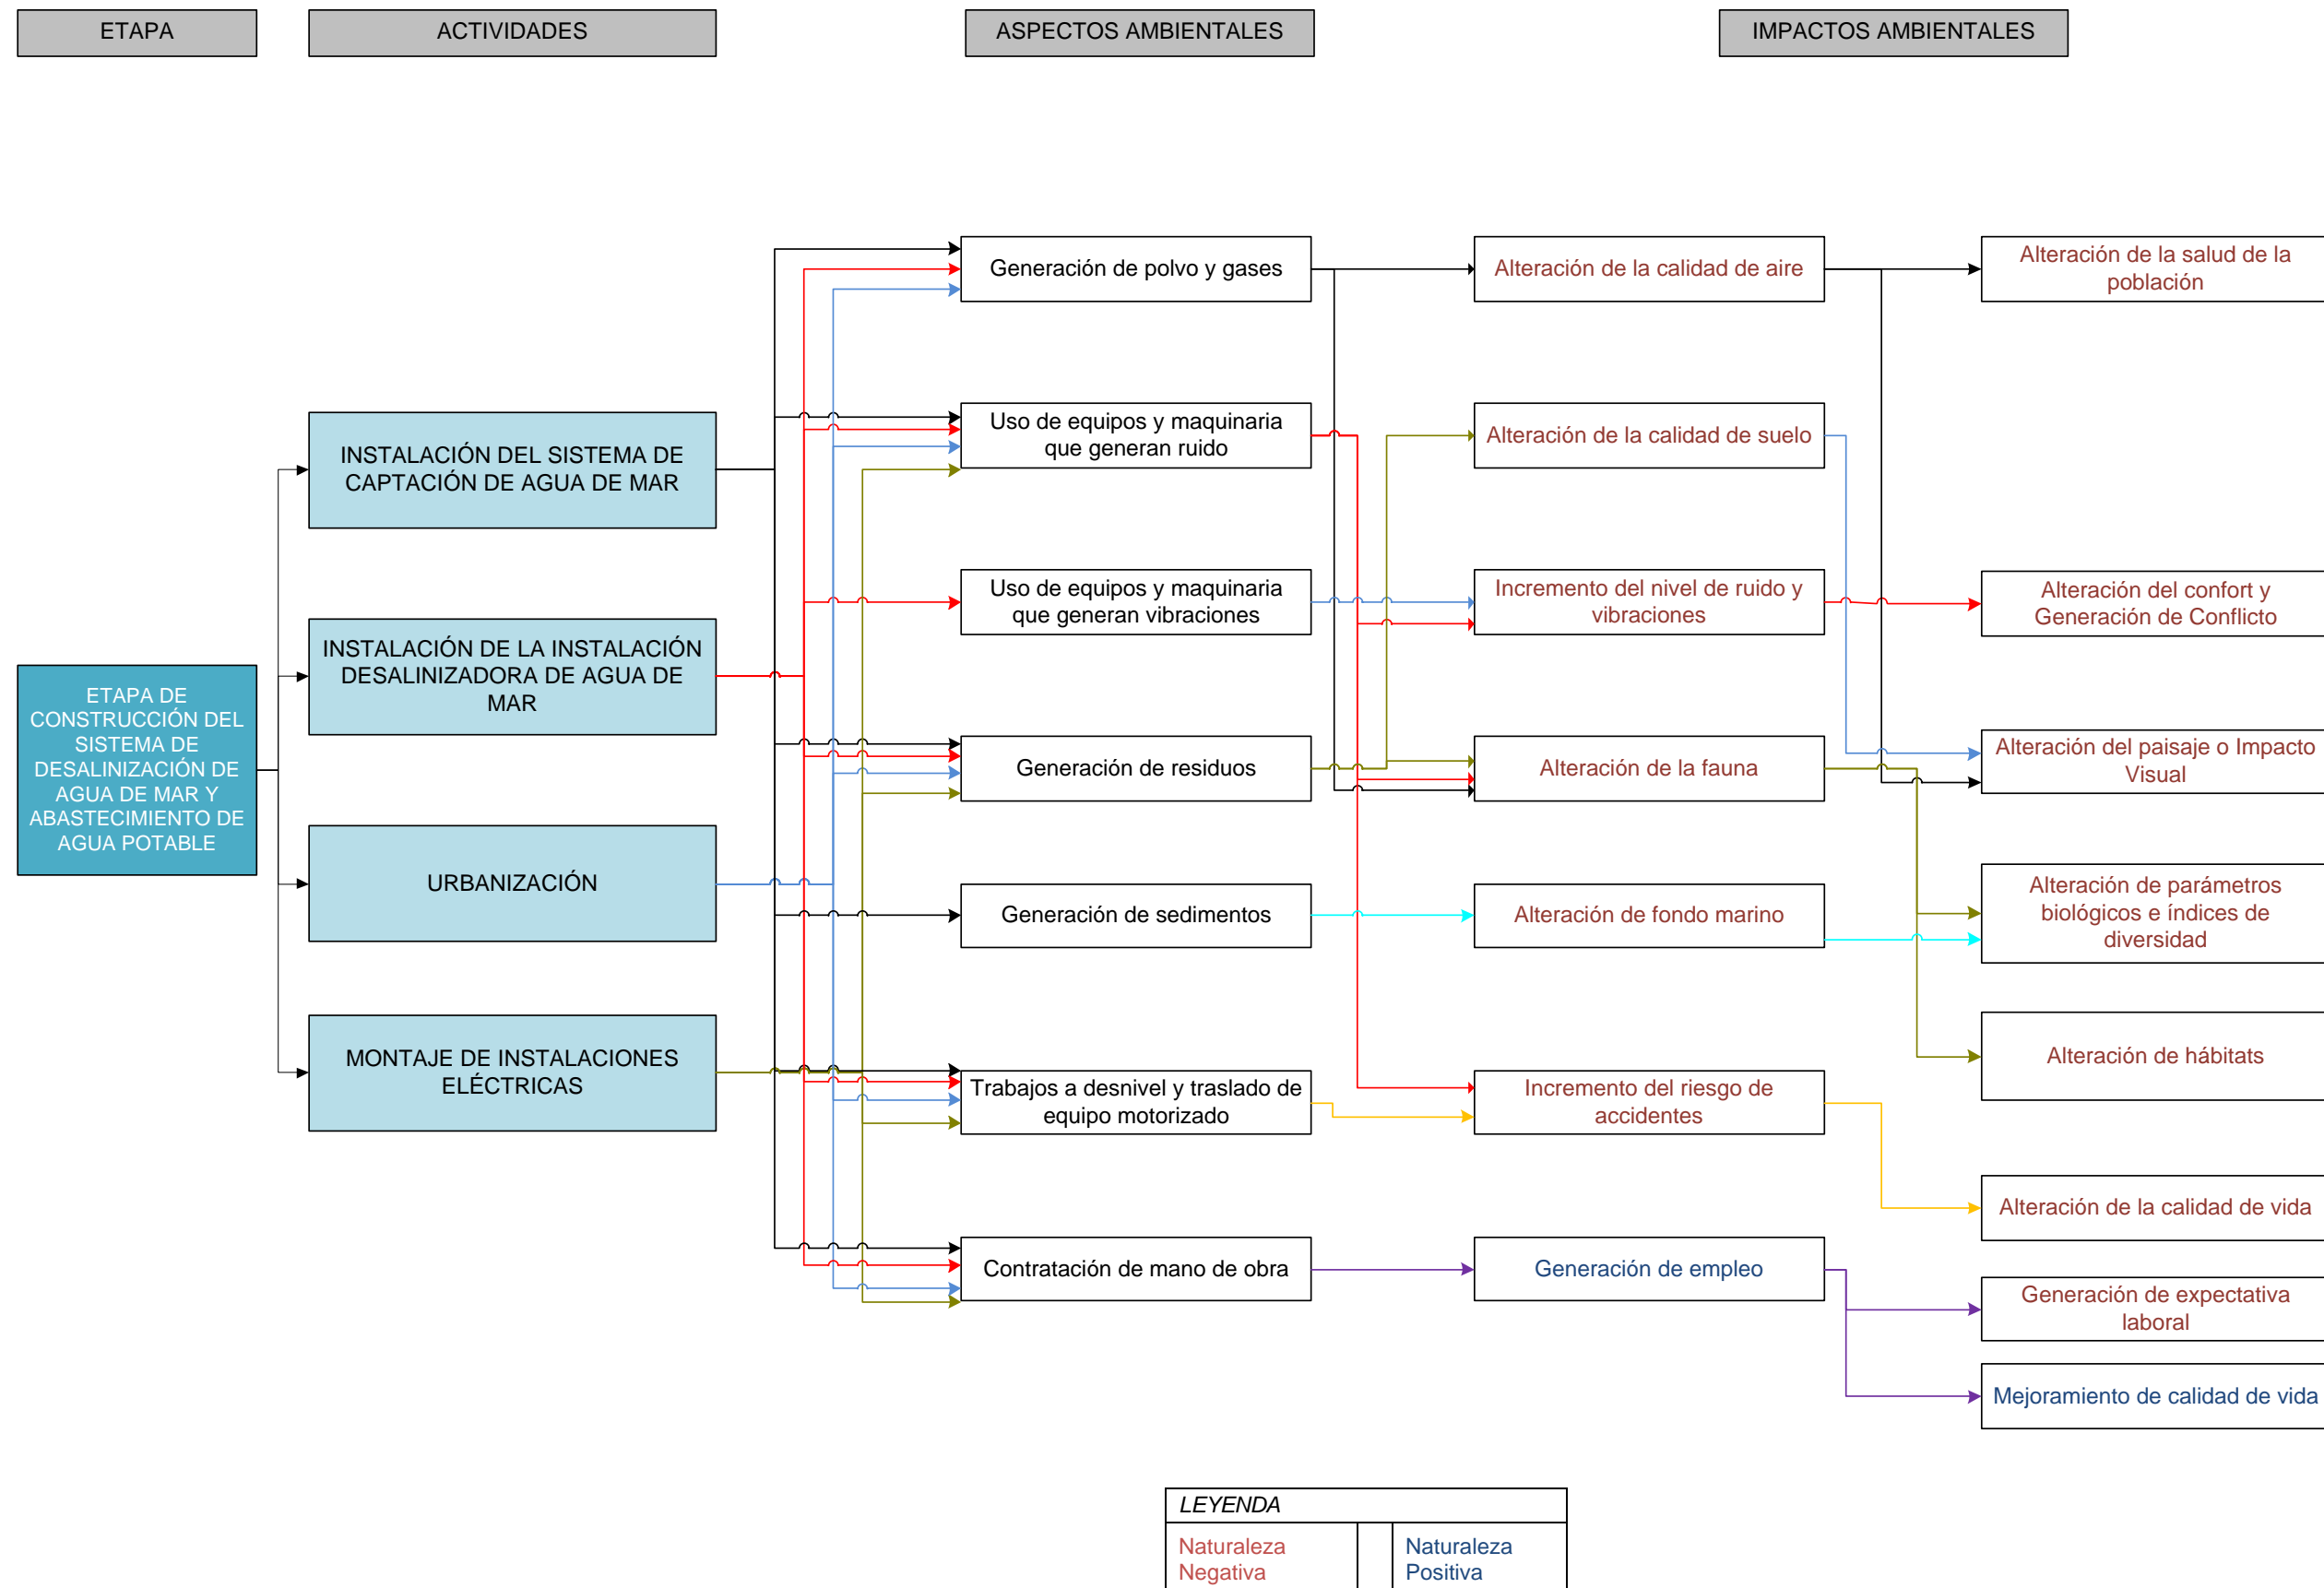 ETAPA
ACTIVIDADES
ASPECTOS AMBIENTALES
IMPACTOS AMBIENTALES
ETAPA DE
CONSTRUCCIÓN DEL
SISTEMA DE
DESALINIZACIÓN DE
AGUA DE MAR Y
ABASTECIMIENTO DE
AGUA POTABLE
INSTALACIÓN DEL SISTEMA DE
CAPTACIÓN DE AGUA DE MAR
INSTALACIÓN DE LA INSTALACIÓN
DESALINIZADORA DE AGUA DE
MAR
URBANIZACIÓN
MONTAJE DE INSTALACIONES
ELÉCTRICAS
Generación de polvo y gases
Uso de equipos y maquinaria
que generan ruido
Uso de equipos y maquinaria
que generan vibraciones
Generación de residuos
Generación de sedimentos
Trabajos a desnivel y traslado de
equipo motorizado
Contratación de mano de obra
Alteración de la calidad de aire
Alteración de la calidad de suelo
Incremento del nivel de ruido y
vibraciones
Alteración de la fauna
Alteración de fondo marino
Incremento del riesgo de
accidentes
Generación de empleo
Alteración de la salud de la
población
Alteración del confort y
Generación de Conflicto
Alteración del paisaje o Impacto
Visual
Alteración de parámetros
biológicos e índices de
diversidad
Alteración de hábitats
Alteración de la calidad de vida
Generación de expectativa
laboral
Mejoramiento de calidad de vida
LEYENDA
Naturaleza
Negativa
Naturaleza
Positiva